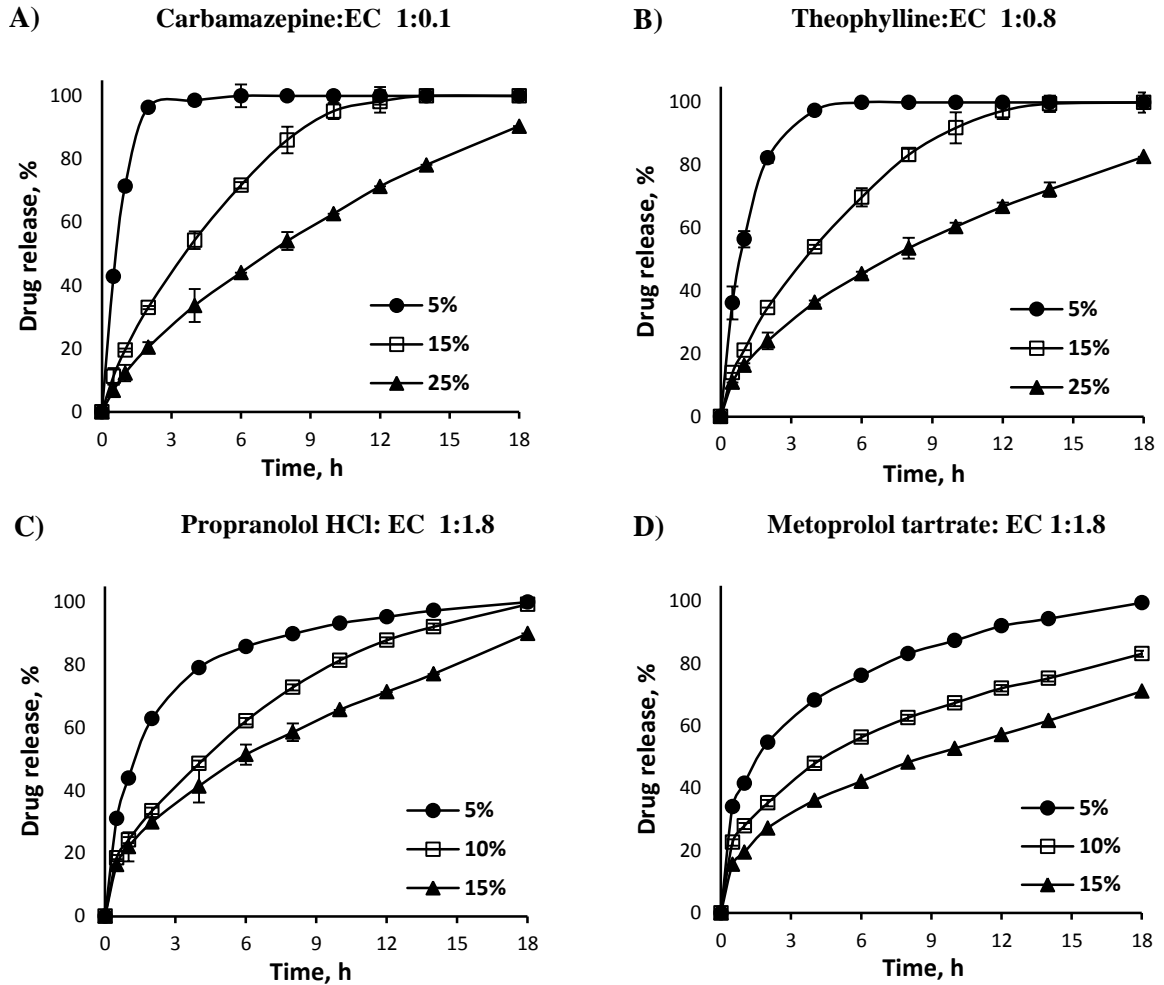 A) Carbamazepine:EC 1:0.1
Drug release, %
100
80
60
40
20
0
0 3 6 9 12 15 18
Time, h
5%
15%
25%
B) Theophylline:EC 1:0.8
Drug release, %
100
80
60
40
20
0
0 3 6 9 12 15 18
Time, h
5%
15%
25%
C) Propranolol HCl: EC 1:1.8
Drug release, %
100
80
60
40
20
0
0 3 6 9 12 15 18
Time, h
5%
10%
15%
D) Metoprolol tartrate: EC 1:1.8
Drug release, %
100
80
60
40
20
0
0 3 6 9 12 15 18
Time, h
5%
10%
15%